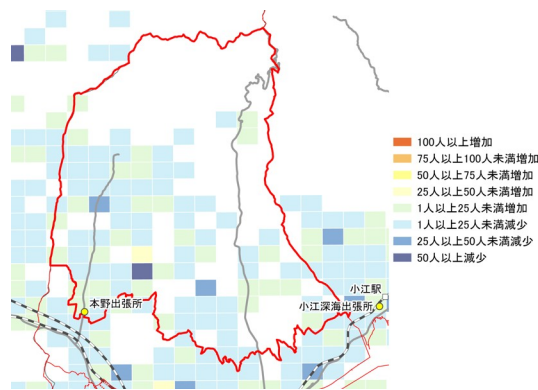 100人以上増加
75人以上100人未満増加
50人以上75人未満増加
25人以上50人未満増加
1人以上25人未満増加
1人以上25人未満減少
25人以上50人未満減少
50人以上減少
小江駅
本野出張所
小江深海出張所